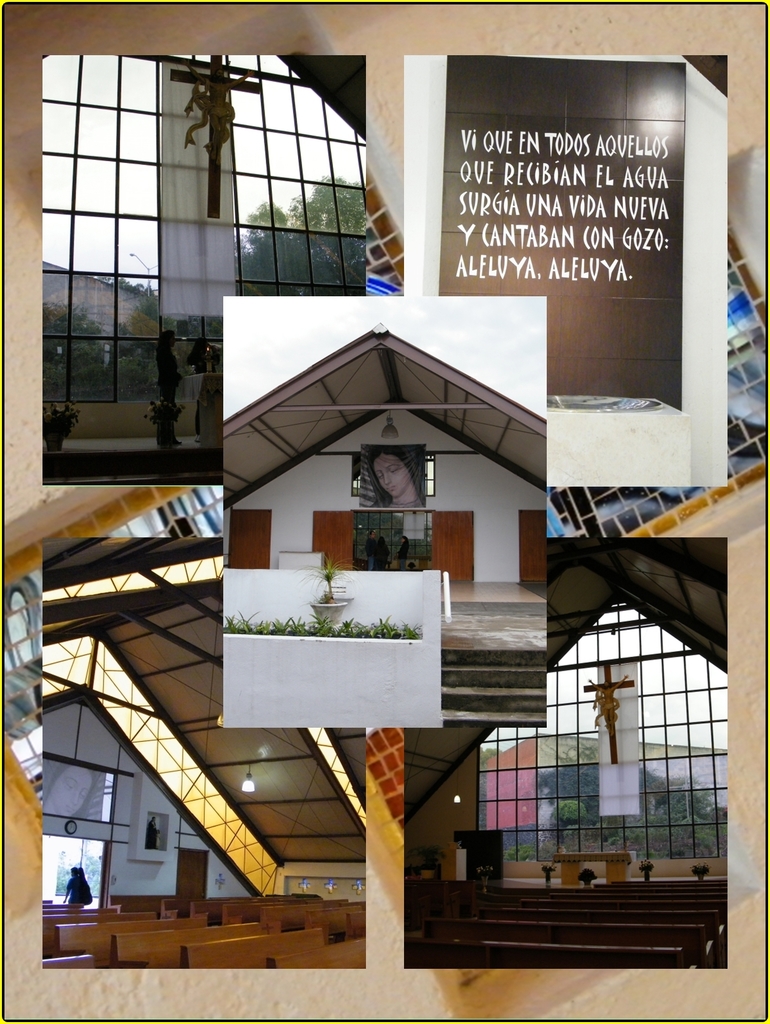 Vi QUE EN TODOS AQUELLOS
QUE RECIBÍAN EL AGUA
SURGÍA UNA VIDA NUEVA
Y CANTABAN CON GOZO:
ALELUYA, ALELUYA.